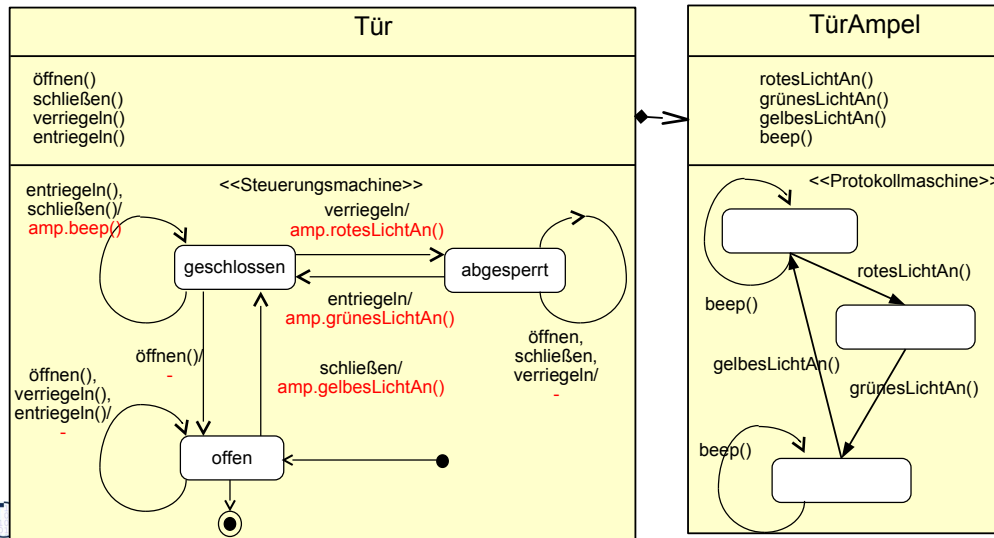 Tür
öffnen()
schließen()
verriegeln()
entriegeln()
<<Steuerungsmachine>>
entriegeln(),
schließen()/
amp.beep()
verriegeln/
amp.rotesLichtAn()
geschlossen
abgesperrt
entriegeln/
amp.grünesLichtAn()
öffnen,
schließen,
verriegeln/
-
öffnen()/
-
schließen/
amp.gelbesLichtAn()
öffnen(),
verriegeln(),
entriegeln()/
-
offen
TürAmpel
rotesLichtAn()
grünesLichtAn()
gelbesLichtAn()
beep()
<<Protokollmaschine>>
rotesLichtAn()
beep()
gelbesLichtAn()
grünesLichtAn()
beep()